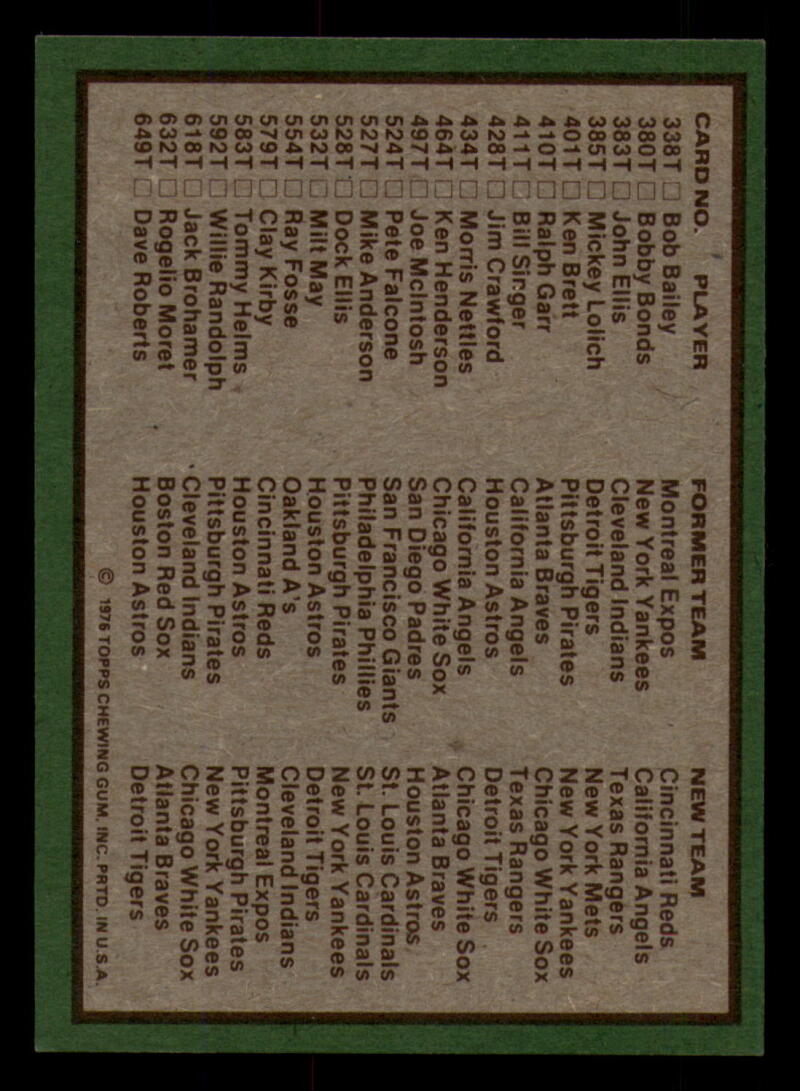 CARD NO. PLAYER FORMER TEAM NEW TEAM
338T □ Bob Bailey Montreal Expos Cincinnati Reds
380T □ Bobby Bonds New York Yankees California Angels
383T □ John Ellis Cleveland Indians Texas Rangers
385T □ Mickey Lolich Detroit Tigers New York Mets
401T □ Ken Brett Pittsburgh Pirates New York Yankees
410T □ Ralph Garr Atlanta Braves Chicago White Sox
411T □ Bill Singer California Angels Texas Rangers
428T □ Jim Crawford Houston Astros Detroit Tigers
434T □ Morris Nettles California Angels Chicago White Sox
464T □ Ken Henderson Chicago White Sox Atlanta Braves
497T □ Joe McIntosh San Diego Padres Houston Astros
524T □ Pete Falcone San Francisco Giants St. Louis Cardinals
527T □ Mike Anderson Philadelphia Phillies St. Louis Cardinals
528T □ Dock Ellis Pittsburgh Pirates New York Yankees
532T □ Milt May Houston Astros Detroit Tigers
554T □ Ray Fosse Oakland A's Cleveland Indians
579T □ Clay Kirby Cincinnati Reds Montreal Expos
583T □ Tommy Helms Houston Astros Pittsburgh Pirates
592T □ Willie Randolph Pittsburgh Pirates New York Yankees
618T □ Jack Brohamer Cleveland Indians Chicago White Sox
632T □ Rogelio Moret Boston Red Sox Atlanta Braves
649T □ Dave Roberts Houston Astros Detroit Tigers
© 1976 TOPPS CHEWING GUM, INC. PRTD. IN U.S.A.